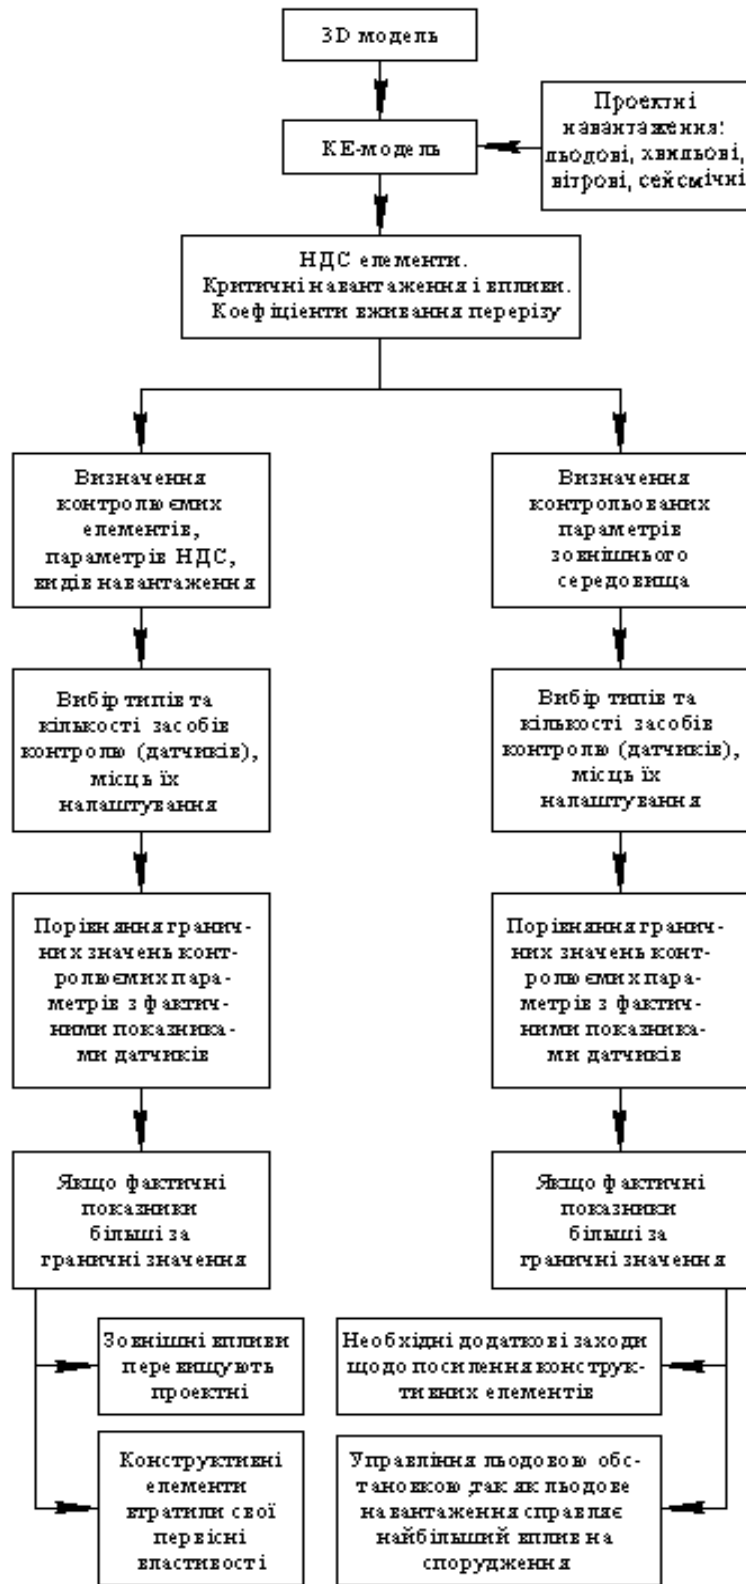 3D модель
КЕ-модель
Проектні
навантаження:
льодові, хвильові,
вітрові, сейсмічні
НДС елементи.
Критичні навантаження і впливи.
Коефіціенти вживання перерізу
Визначення
контролюємих
елементів,
параметрів НДС,
видів навантаження
Визначення
контрольованих
параметрів
зовнішнього
середовища
Вибір типів та
кількості засобів
контролю (датчиків),
місць їх
налаштування
Вибір типів та
кількості засобів
контролю (датчиків),
місць їх
налаштування
Порівняння гранич-
них значень конт-
ролюємих пара-
метрів з фактич-
ними показника-
ми датчиків
Порівняння гранич-
них значень конт-
ролюємих пара-
метрів з фактич-
ними показника-
ми датчиків
Якщо фактичні
показники
більші за
граничні значення
Якщо фактичні
показники
більші за
граничні значення
Зовнішні впливи
перевищують
проектні
Необхідні додаткові заходи
щодо посилення конструк-
тивних елементів
Конструктивні
елементи
втратили свої
первісні
властивості
Управління льодовою обс-
тановкою,так як льодове
навантаження справляє
найбільший вплив на
спорудження